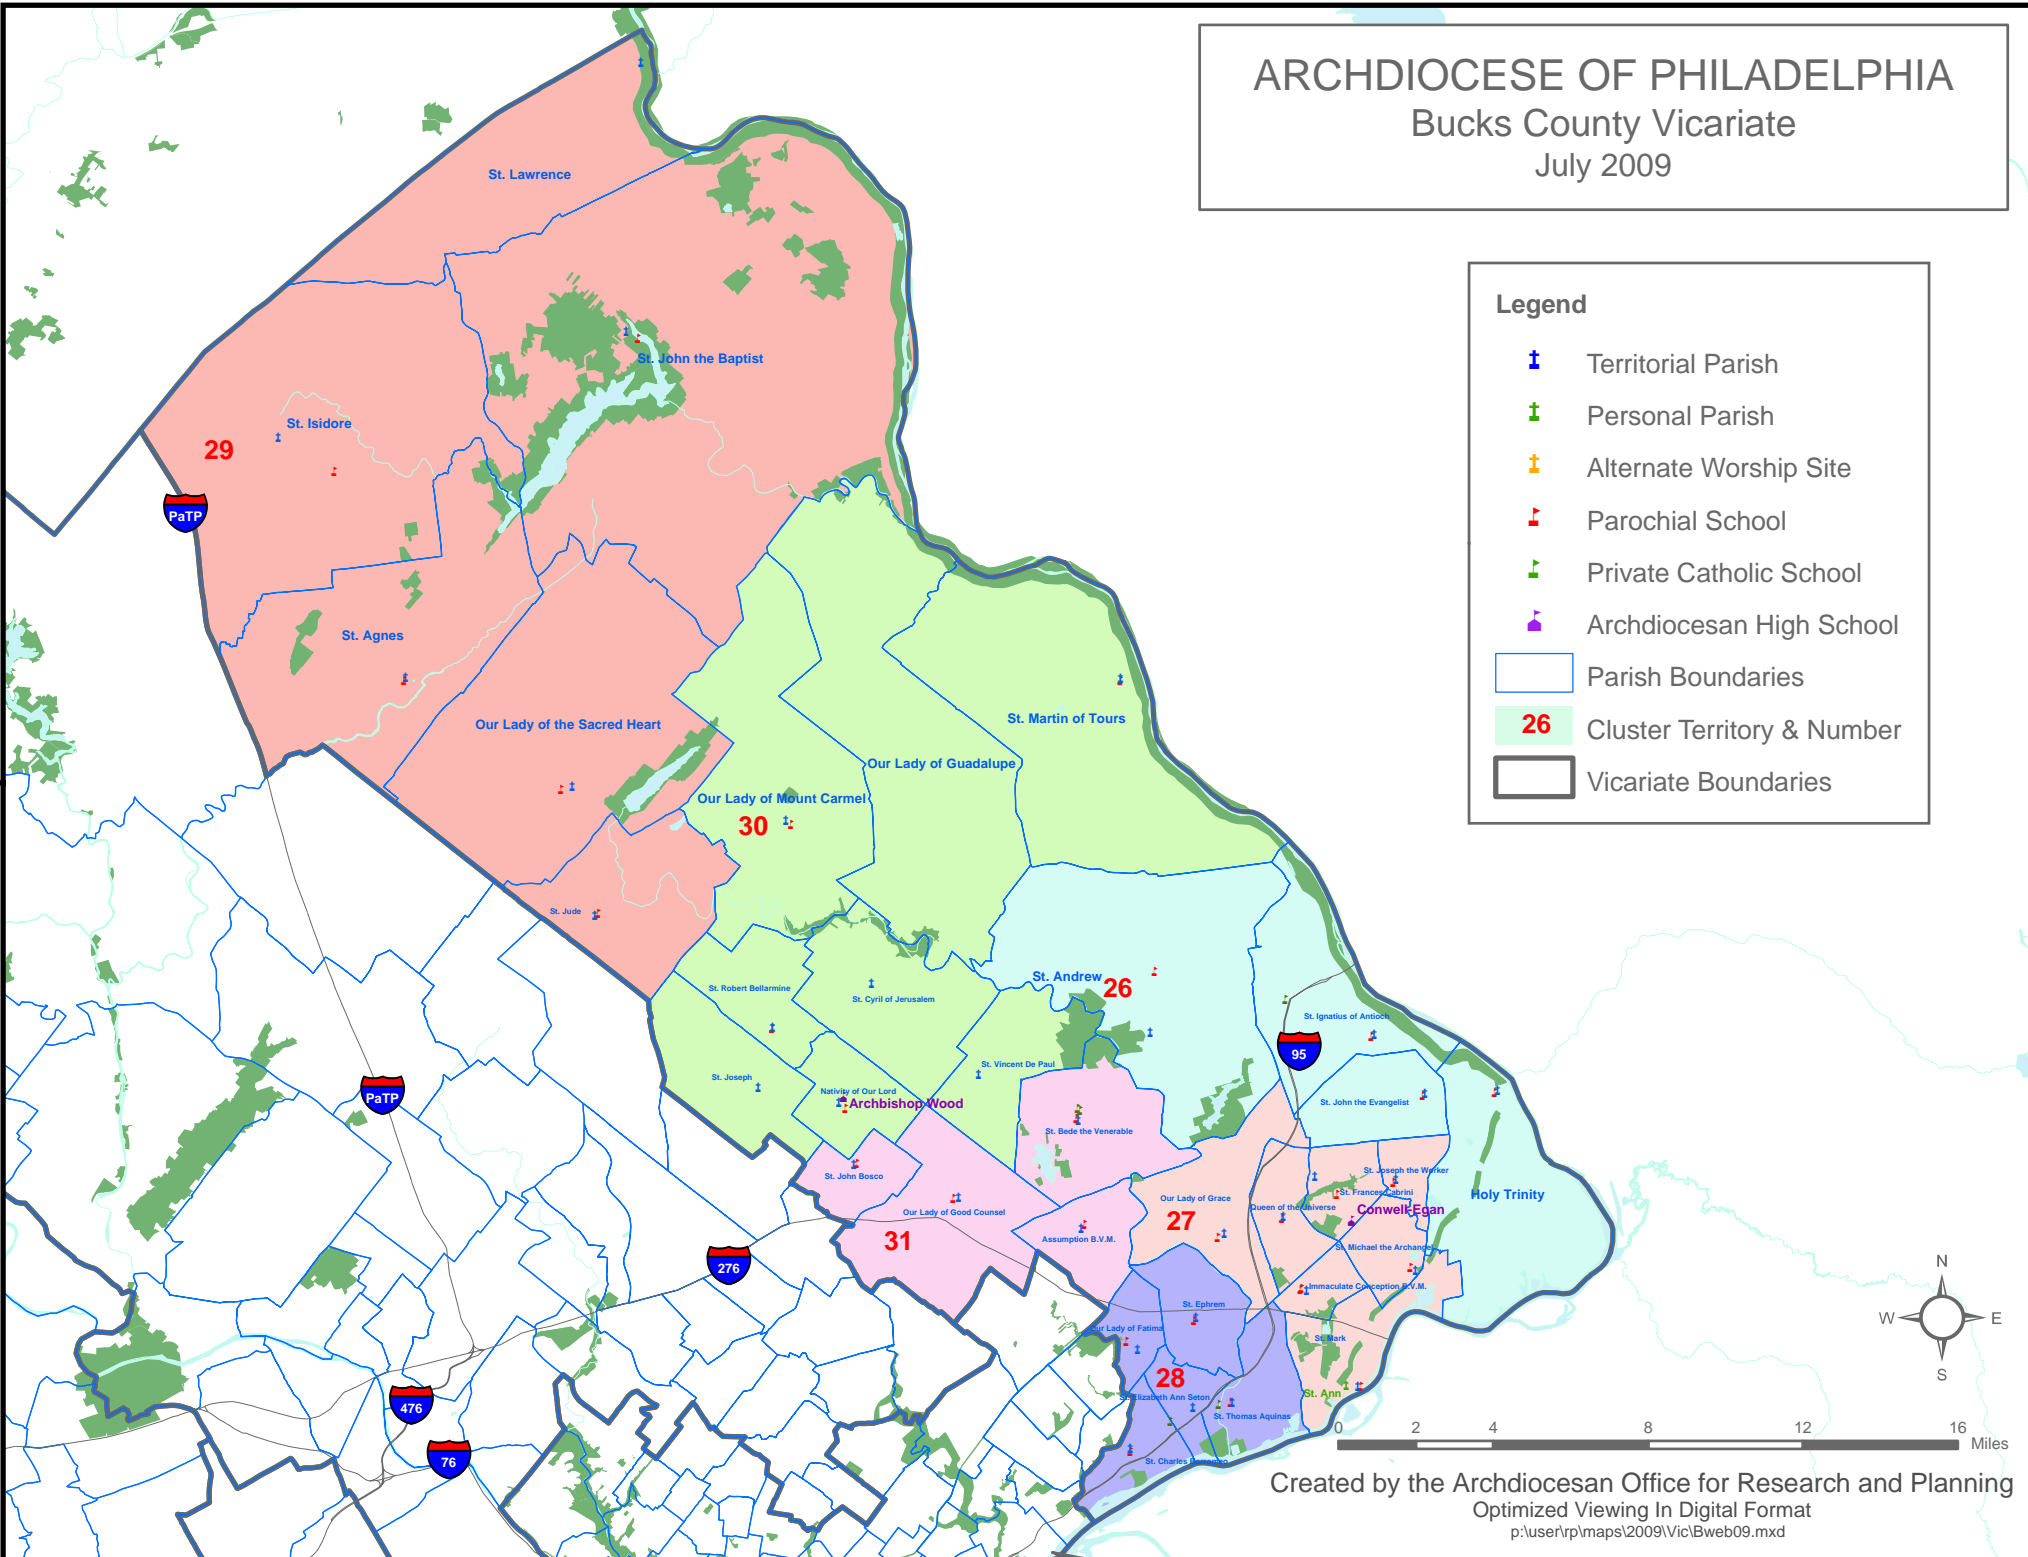 ARCHDIOCESE OF PHILADELPHIA
Bucks County Vicariate
July 2009
Legend
Territorial Parish
Personal Parish
Alternate Worship Site
Parochial School
Private Catholic School
Archdiocesan High School
Parish Boundaries
26 Cluster Territory & Number
Vicariate Boundaries
St. Lawrence
St. John the Baptist
St. Isidore
29
PaTP
St. Agnes
Our Lady of the Sacred Heart
St. Martin of Tours
Our Lady of Guadalupe
Our Lady of Mount Carmel
30
St. Jude
St. Andrew
26
St. Robert Bellarmine
St. Cyril of Jerusalem
St. Ignatius of Antioch
95
St. Vincent De Paul
St. Joseph
Nativity of Our Lord
Archbishop Wood
PaTP
St. John the Evangelist
St. Bede the Venerable
St. John Bosco
St. Joseph the Worker
St. Frances Cabrini
Holy Trinity
Our Lady of Grace
Queen of the Universe
Conwell-Egan
Our Lady of Good Counsel
27
31
Assumption B.V.M.
St. Michael the Archangel
276
Immaculate Conception B.V.M.
St. Ephrem
Our Lady of Fatima
St. Mark
28
St. Ann
St. Elizabeth Ann Seton
St. Thomas Aquinas
476
76
St. Charles Borromeo
N
W E
S
0 2 4 8 12 16
Miles
Created by the Archdiocesan Office for Research and Planning
Optimized Viewing In Digital Format
p:\user\rp\maps\2009\Vic\Bweb09.mxd